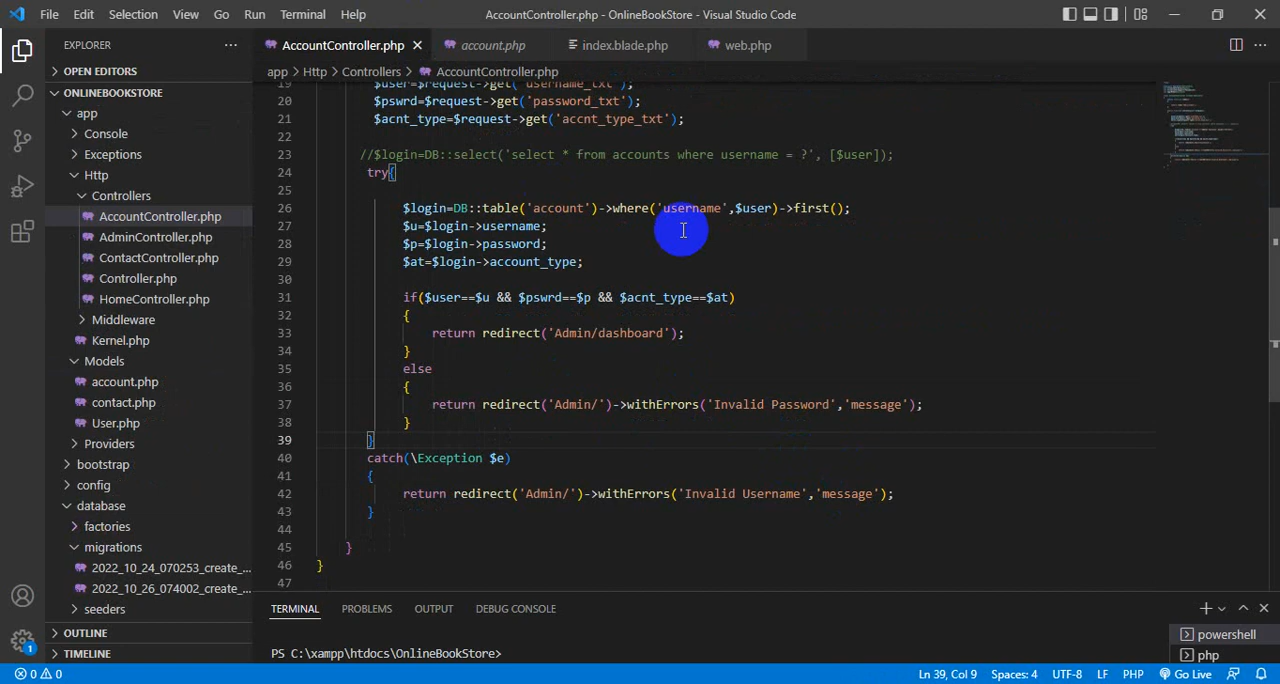 File Edit Selection View Go Run Terminal Help AccountController.php - OnlineBookStore - Visual Studio Code
EXPLORER
AccountController.php account.php index.blade.php web.php
app > Http > Controllers > AccountController.php
OPEN EDITORS
ONLINEBOOKSTORE
app
Console
Exceptions
Http
Controllers
AccountController.php
AdminController.php
ContactController.php
Controller.php
HomeController.php
Middleware
Kernel.php
Models
account.php
contact.php
User.php
Providers
bootstrap
config
database
factories
migrations
2022_10_24_070253_create_...
2022_10_26_074002_create_...
seeders
OUTLINE
TIMELINE
19 $user=$request->get('username_txt');
20 $pswrd=$request->get('password_txt');
21 $acnt_type=$request->get('accnt_type_txt');
22
23 //$login=DB::select('select * from accounts where username = ?', [$user]);
24 try{
25
26 $login=DB::table('account')->where('username',$user)->first();
27 $u=$login->username;
28 $p=$login->password;
29 $at=$login->account_type;
30
31 if($user==$u && $pswrd==$p && $acnt_type==$at)
32 {
33 return redirect('Admin/dashboard');
34 }
35 else
36 {
37 return redirect('Admin/')->withErrors('Invalid Password','message');
38 }
39 }
40 catch(\Exception $e)
41 {
42 return redirect('Admin/')->withErrors('Invalid Username','message');
43 }
44
45 }
46 }
47
TERMINAL PROBLEMS OUTPUT DEBUG CONSOLE
PS C:\xampp\htdocs\OnlineBookStore>
powershell
php
1
0 0 Ln 39, Col 9 Spaces: 4 UTF-8 LF PHP Go Live